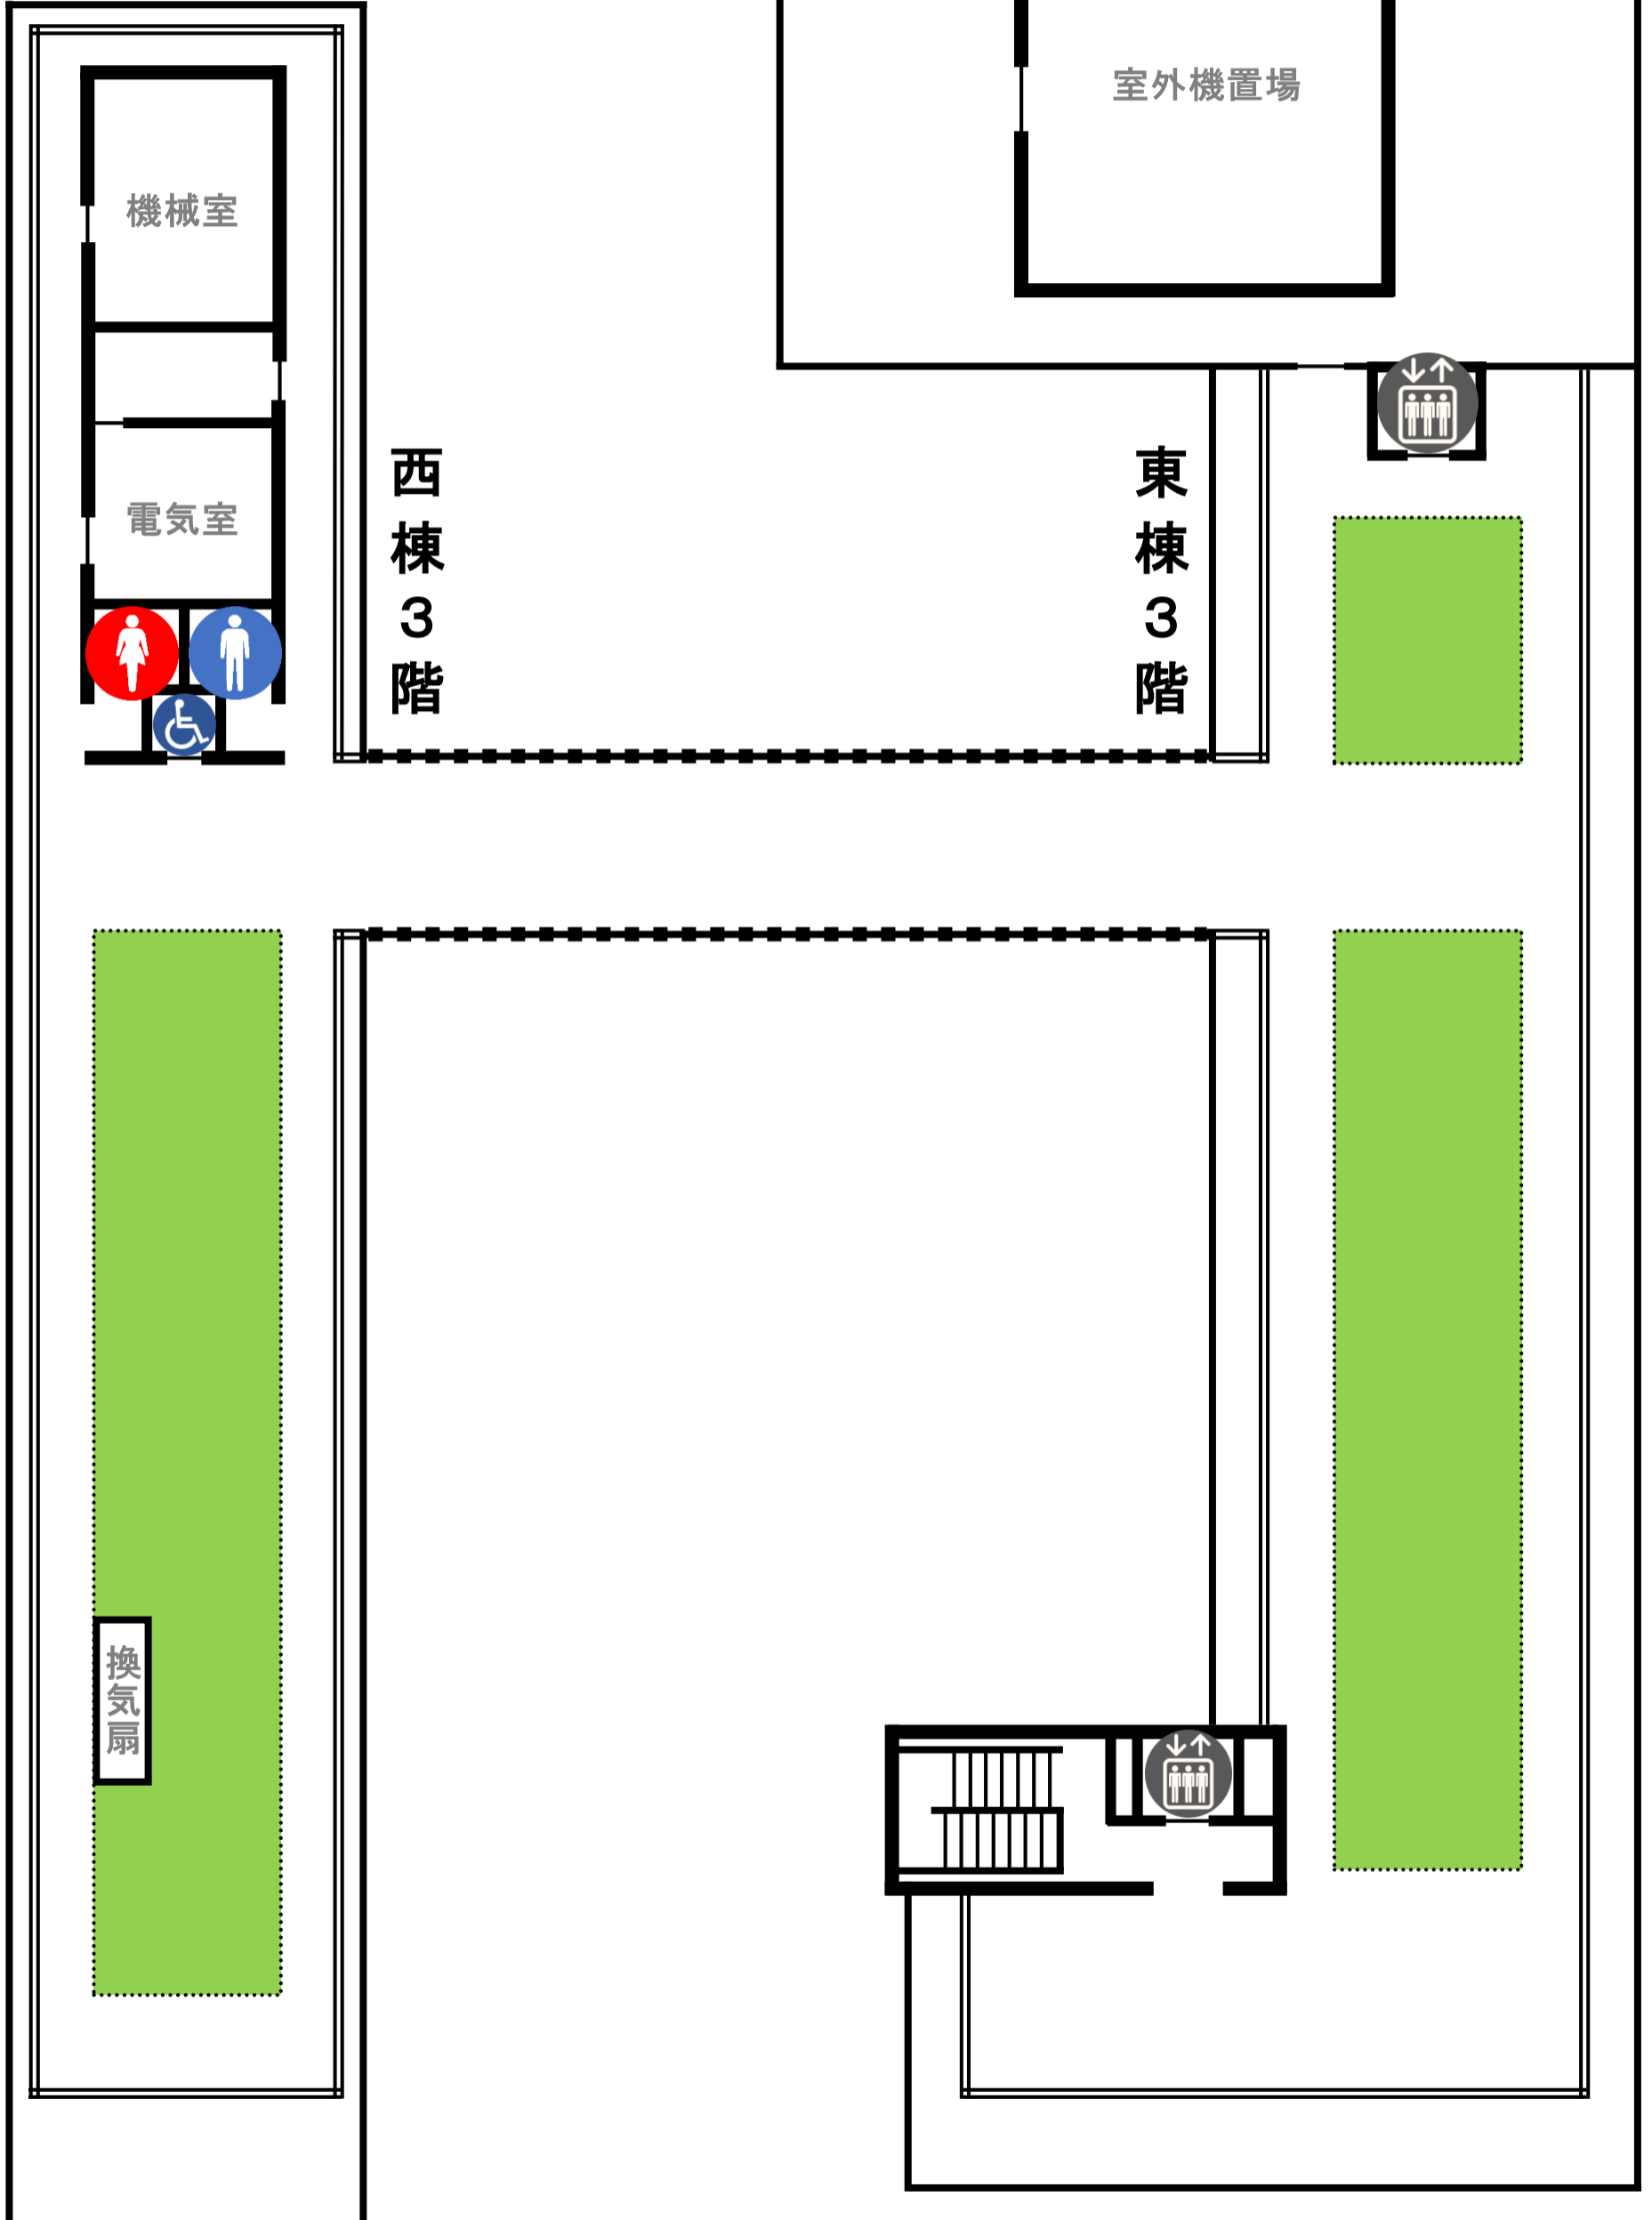 室外機置場
機械室
電気室
西棟3階
東棟3階
換気扇